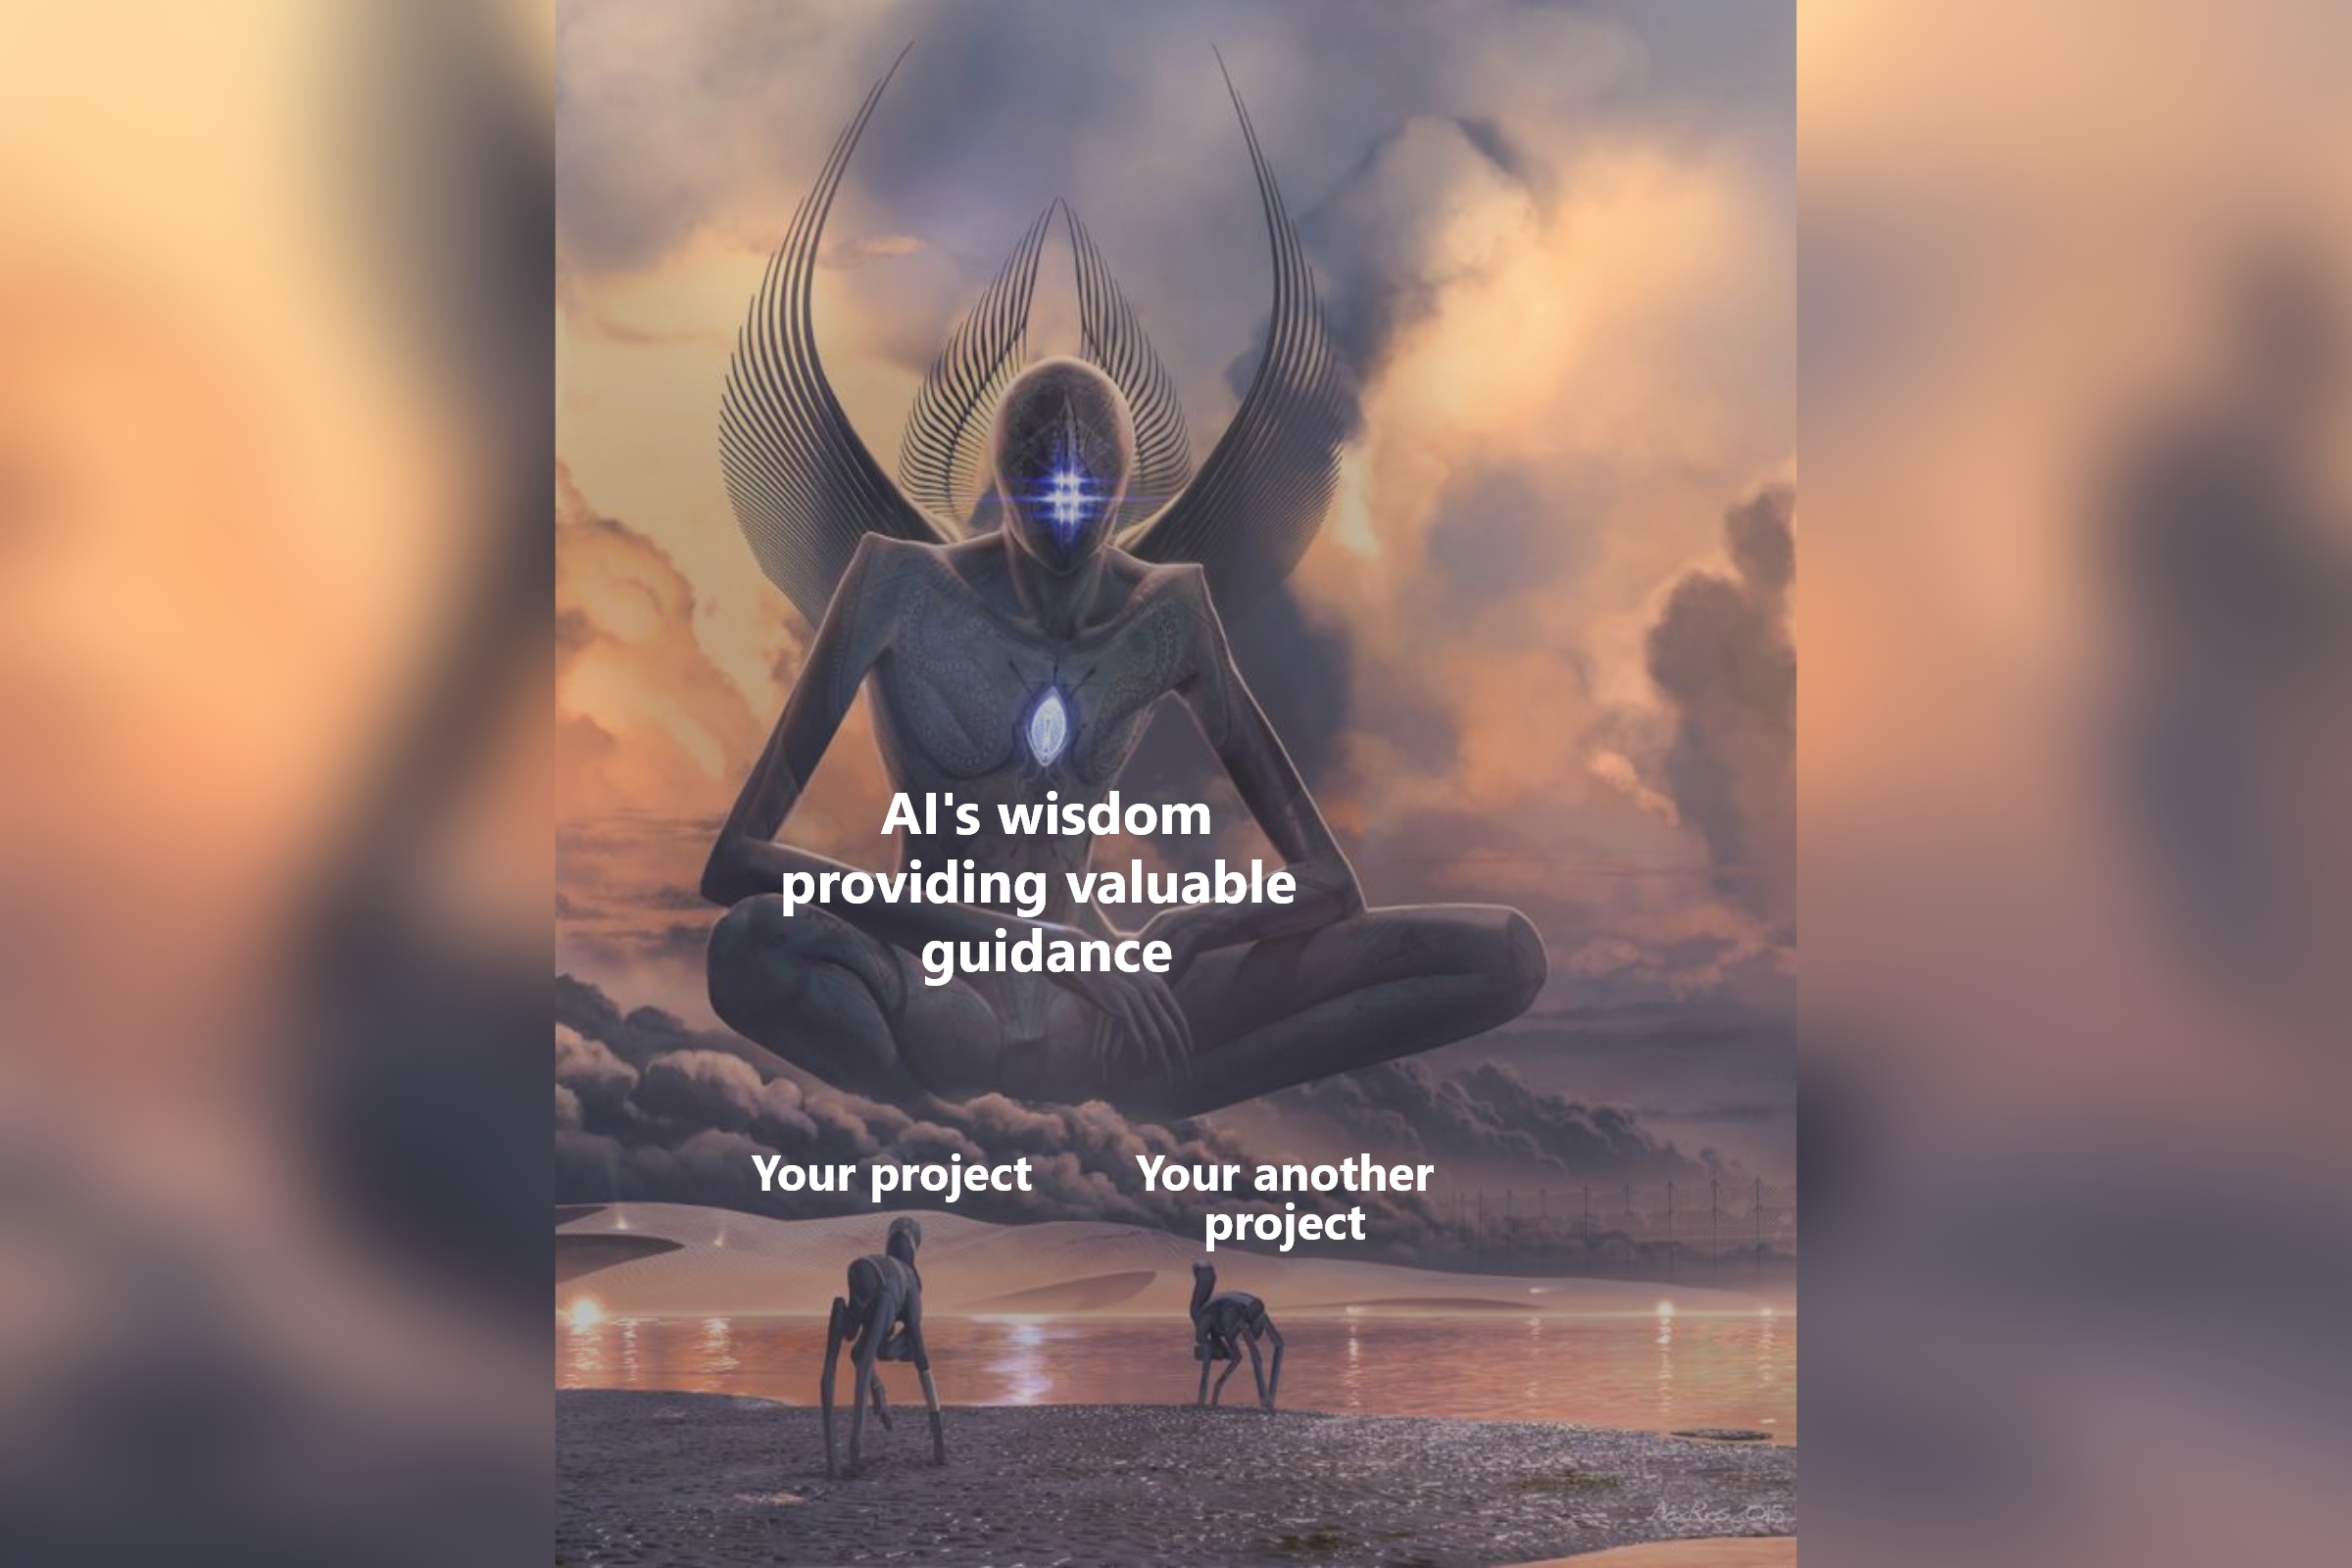 AI's wisdom
providing valuable
guidance
Your project
Your another
project